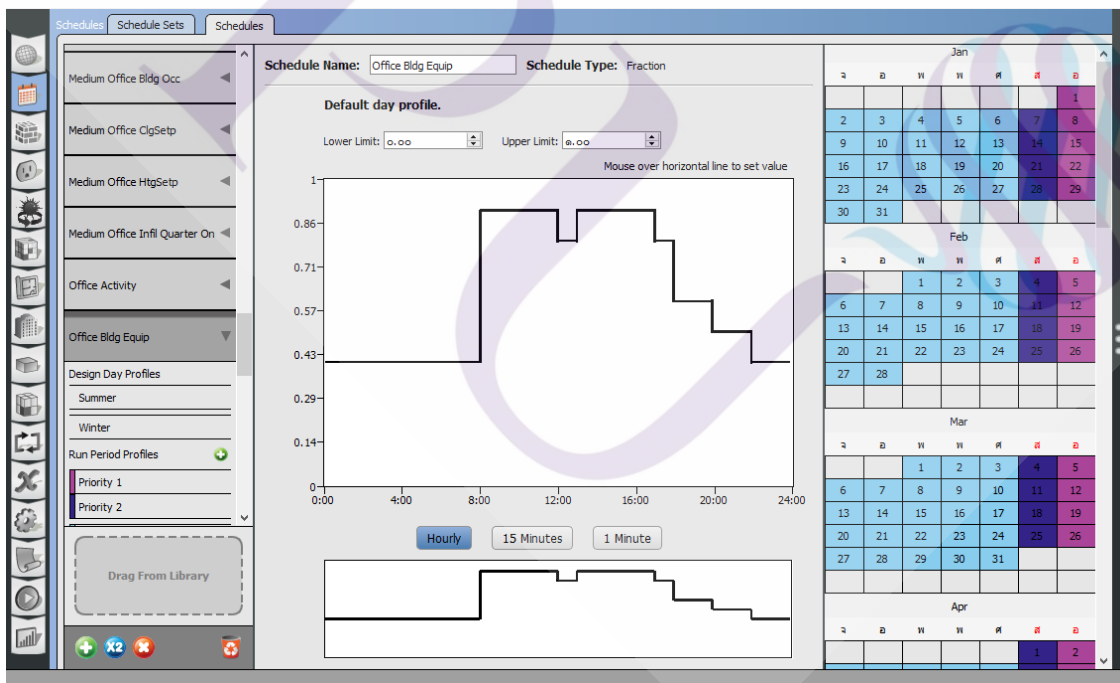 Schedules Schedule Sets Schedules
Medium Office Bldg Occ
Medium Office ClgSetp
Medium Office HtgSetp
Medium Office Infil Quarter On
Office Activity
Office Bldg Equip
Design Day Profiles
Summer
Winter
Run Period Profiles
Priority 1
Priority 2
Drag From Library
X2
Schedule Name: Office Bldg Equip Schedule Type: Fraction
Default day profile.
Lower Limit: ๐.๐๐ Upper Limit: ๑.๐๐
Mouse over horizontal line to set value
1
0.86
0.71
0.57
0.43
0.29
0.14
0
0:00 4:00 8:00 12:00 16:00 20:00 24:00
Hourly 15 Minutes 1 Minute
Jan
จ อ พ พ ศ ส อ
1
2 3 4 5 6 7 8
9 10 11 12 13 14 15
16 17 18 19 20 21 22
23 24 25 26 27 28 29
30 31
Feb
จ อ พ พ ศ ส อ
1 2 3 4 5
6 7 8 9 10 11 12
13 14 15 16 17 18 19
20 21 22 23 24 25 26
27 28
Mar
จ อ พ พ ศ ส อ
1 2 3 4 5
6 7 8 9 10 11 12
13 14 15 16 17 18 19
20 21 22 23 24 25 26
27 28 29 30 31
Apr
จ อ พ พ ศ ส อ
1 2